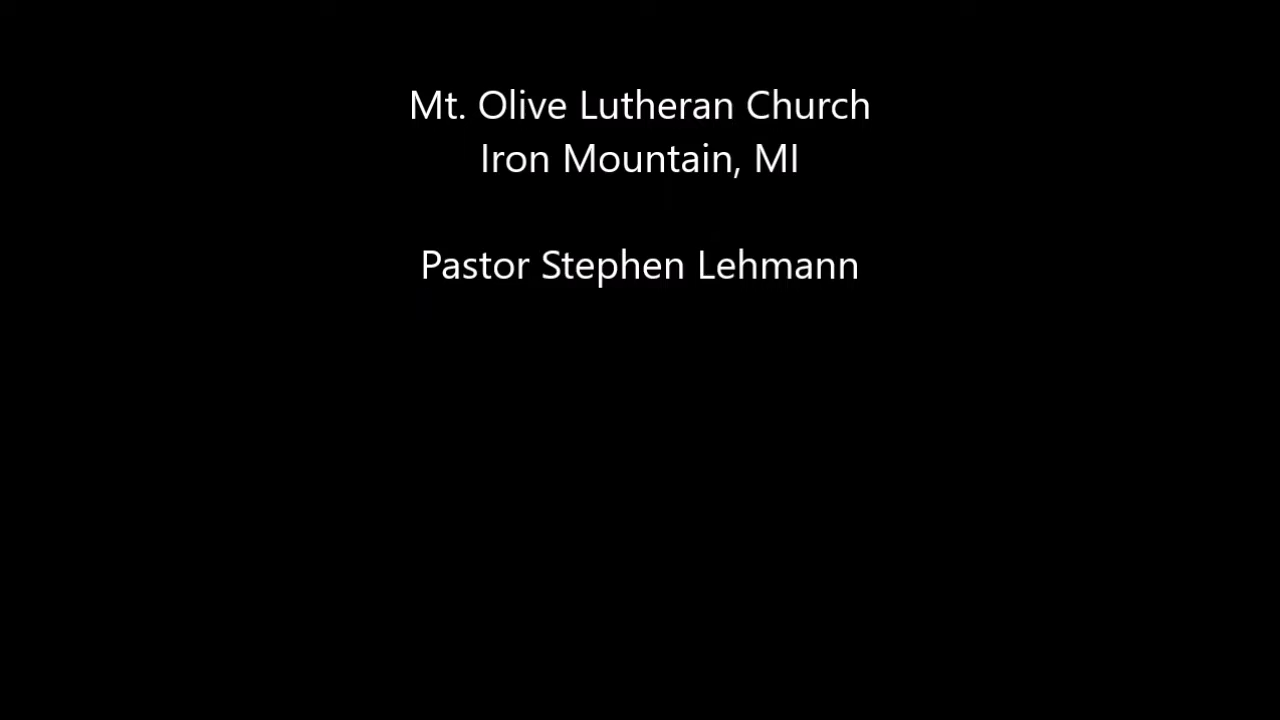 Mt. Olive Lutheran Church
Iron Mountain, MI
Pastor Stephen Lehmann